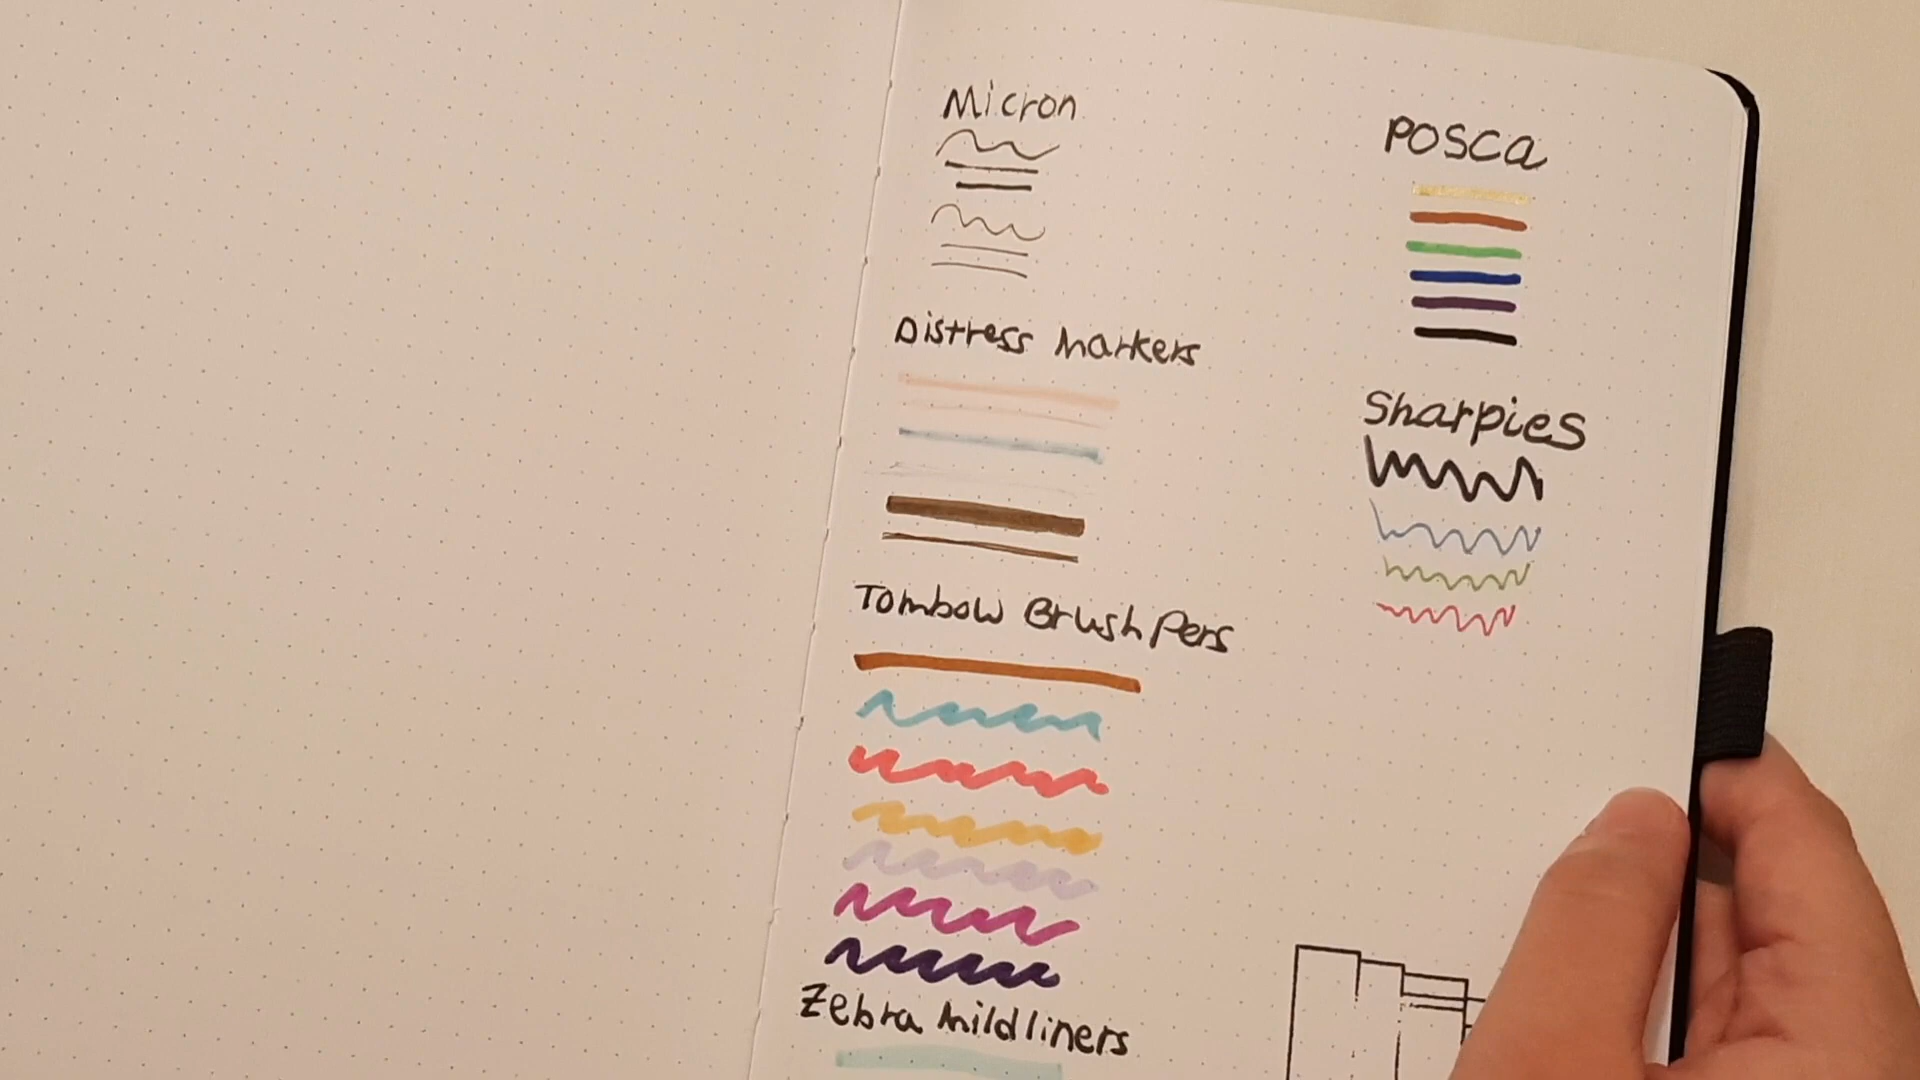 Micron
Distress Markers
Tombow Brush Pens
Zebra Mildliners
POSCA
Sharpies